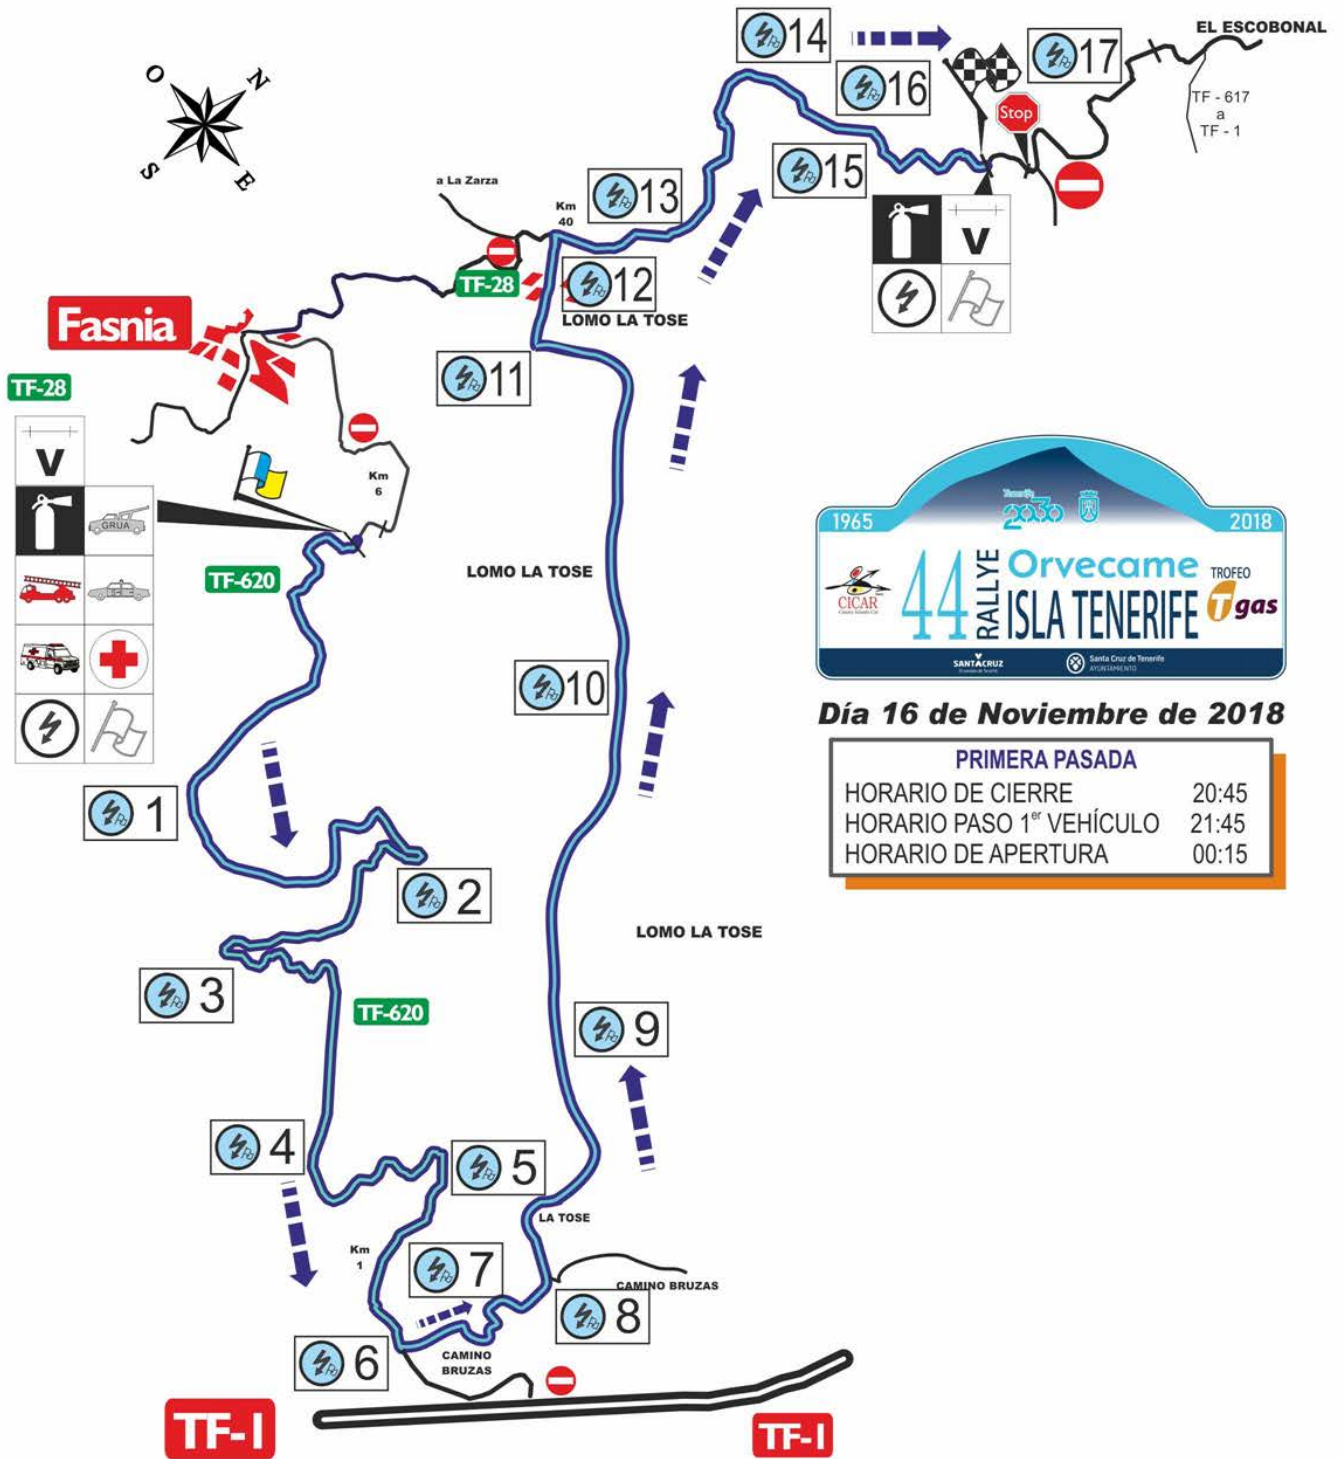 14
EL ESCOBONAL
17
16
TF - 617
a
TF - 1
Stop
O
N
S
E
15
a La Zarza
13
Km
40
V
TF-28
12
LOMO LA TOSE
Fasnia
11
TF-28
V
Km
6
GRUA
TF-620
LOMO LA TOSE
10
1965
Tenerife
2030
2018
44
RALLYE
Orvecame
ISLA TENERIFE
TROFEO
Tgas
CICAR
SANTACRUZ
Santa Cruz de Tenerife
AYUNTAMIENTO
Día 16 de Noviembre de 2018
PRIMERA PASADA
HORARIO DE CIERRE 20:45
HORARIO PASO 1er VEHÍCULO 21:45
HORARIO DE APERTURA 00:15
1
2
LOMO LA TOSE
3
TF-620
9
4
5
LA TOSE
Km
1
7
CAMINO BRUZAS
8
6
CAMINO
BRUZAS
TF-I
TF-I